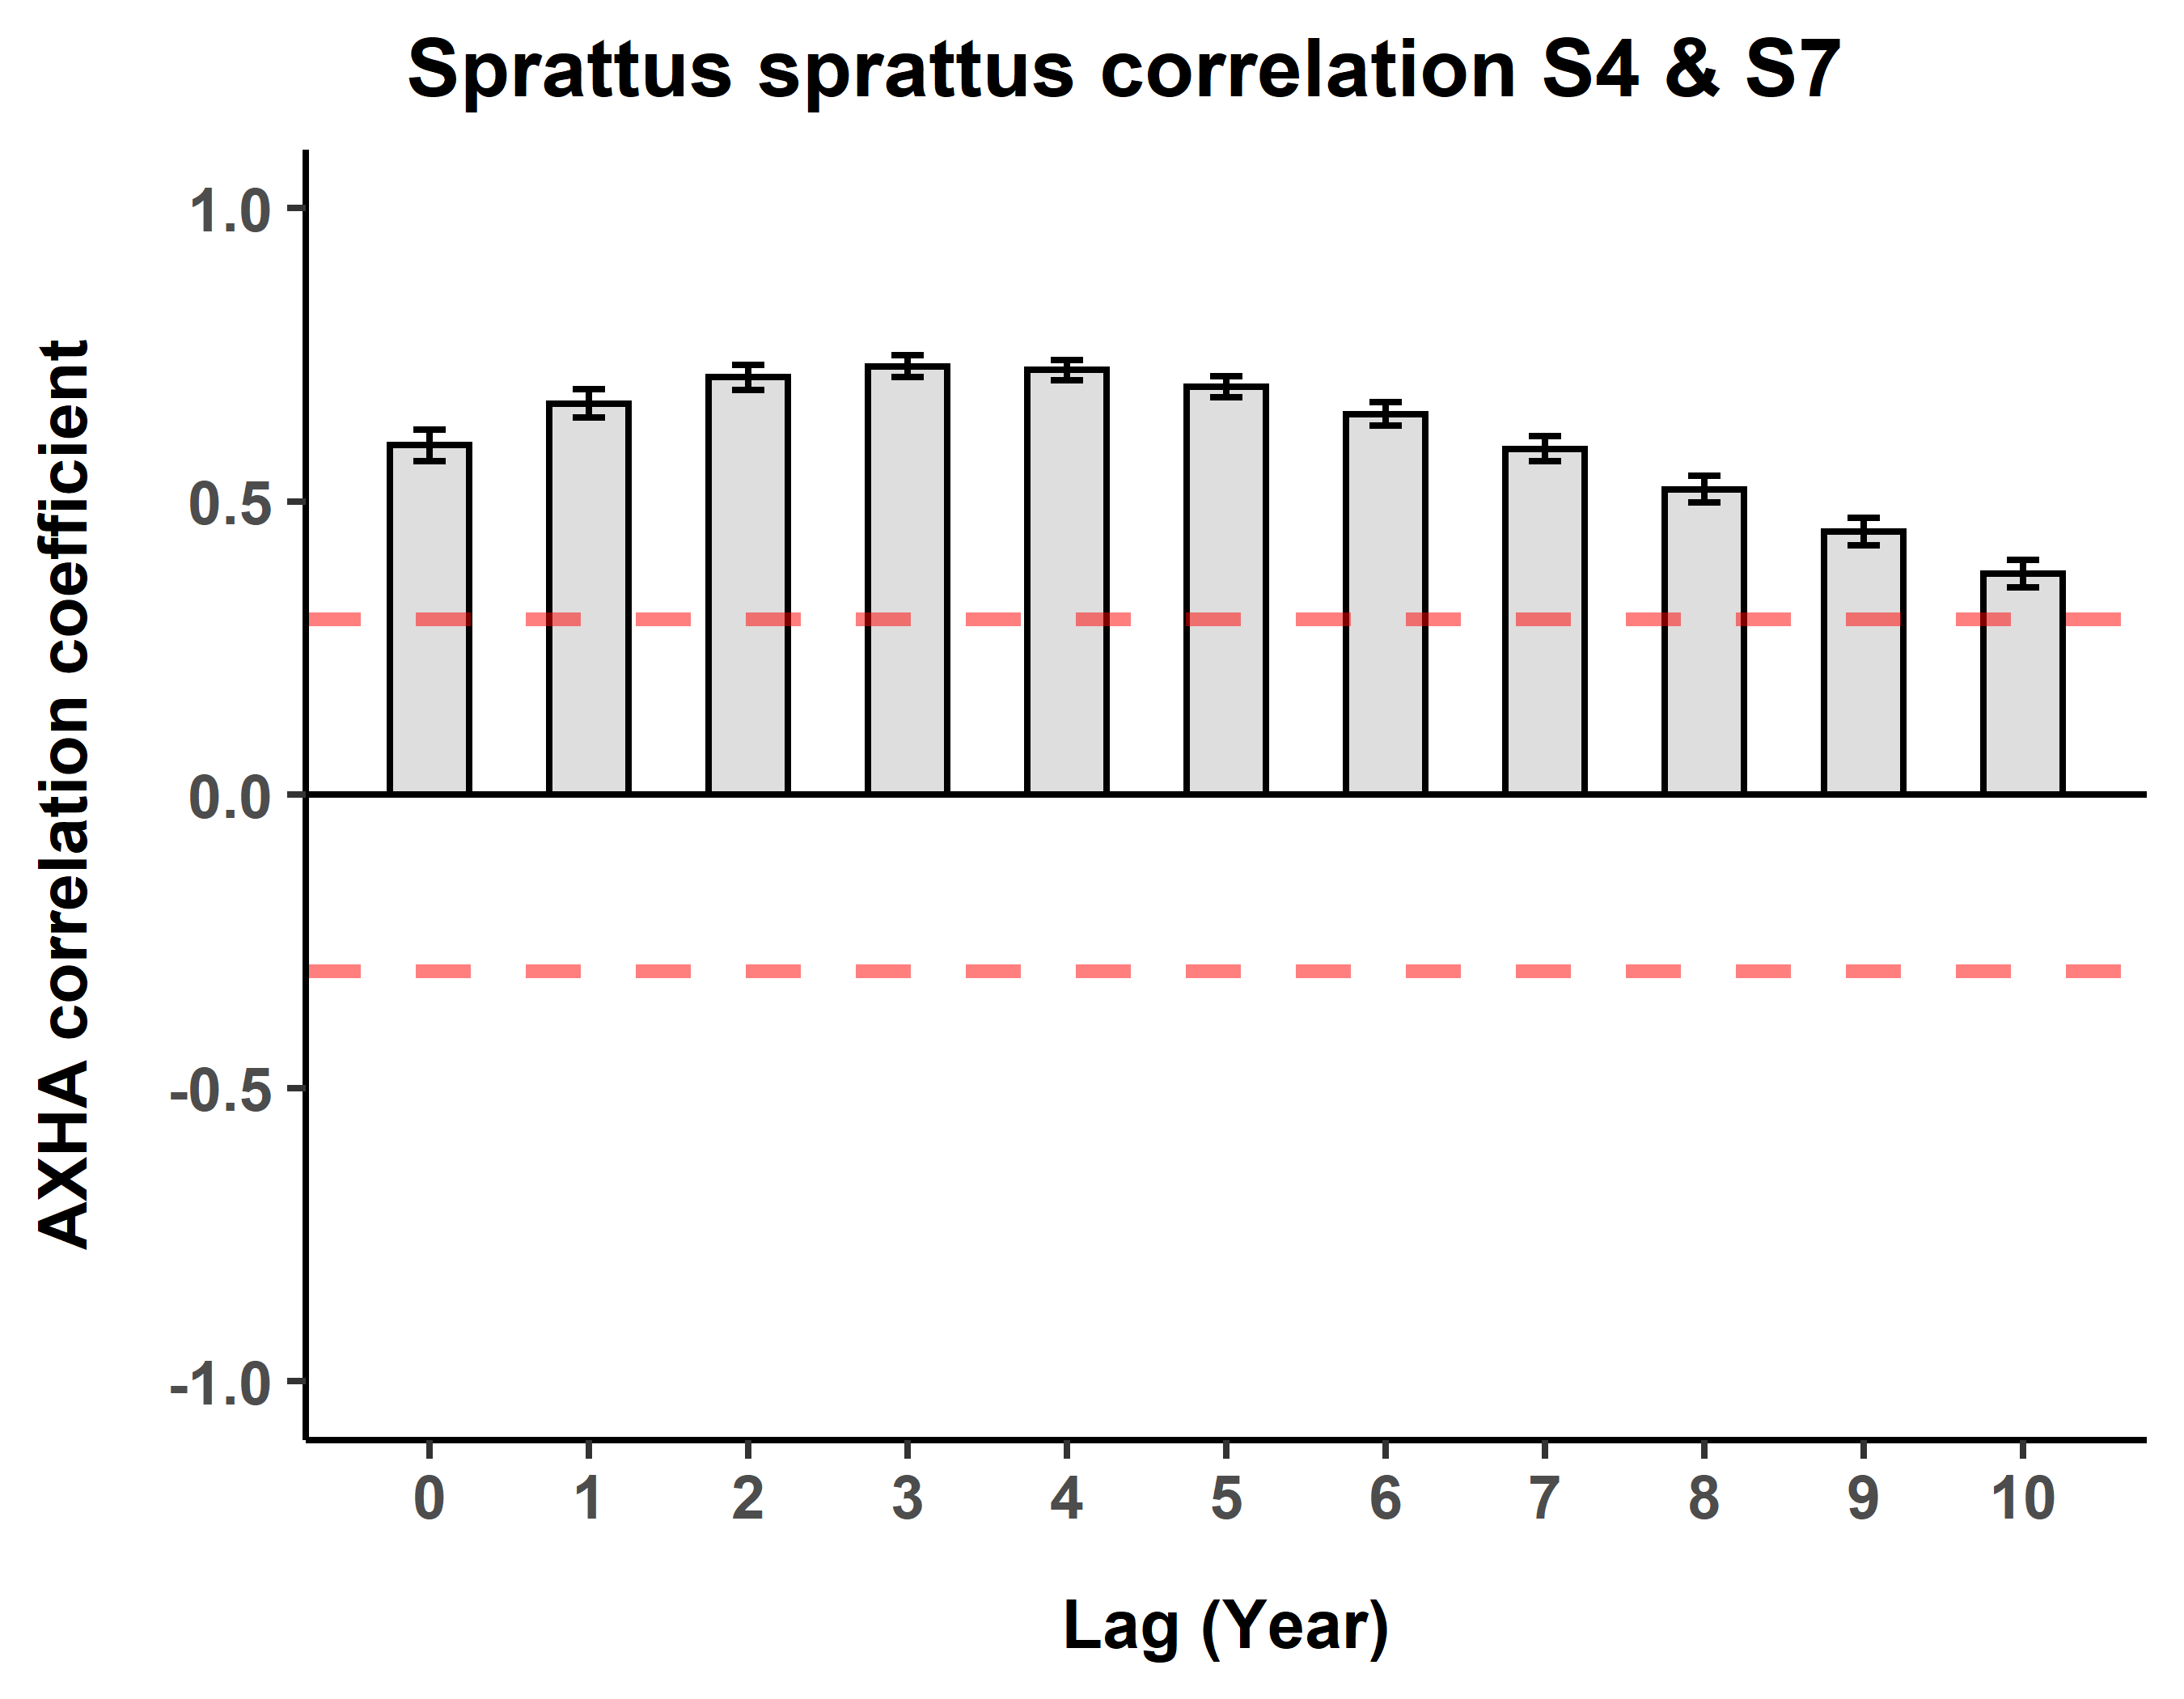 Sprattus sprattus correlation S4 & S7
AXHA correlation coefficient
1.0
0.5
0.0
-0.5
-1.0
0 1 2 3 4 5 6 7 8 9 10
Lag (Year)